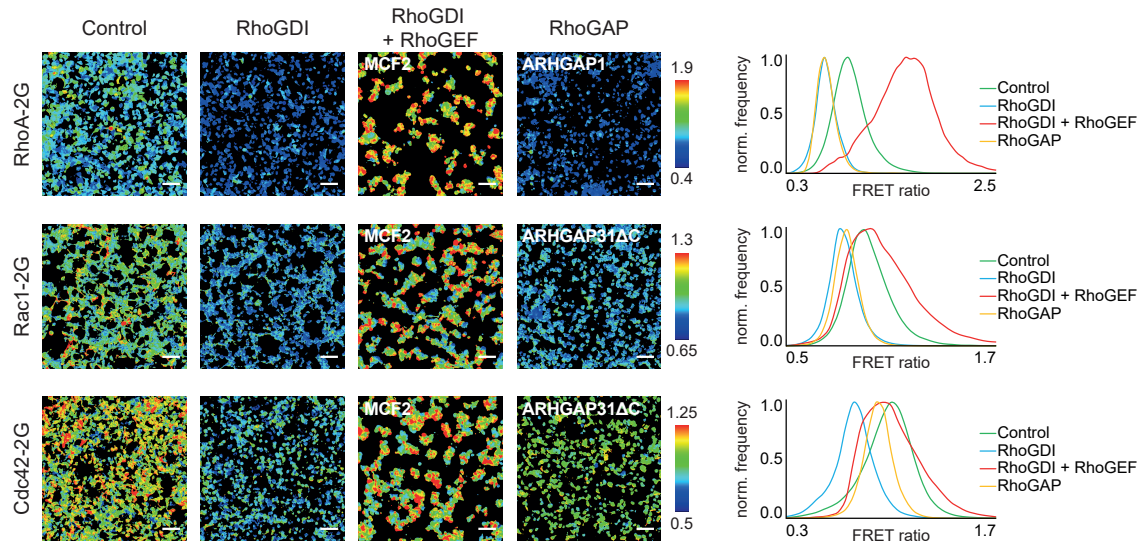 Control
RhoGDI
RhoGDI
+ RhoGEF
RhoGAP
RhoA-2G
MCF2
ARHGAP1
1.9
0.4
norm. frequency
1.0
0.5
0.0
0.3
FRET ratio
2.5
Control
RhoGDI
RhoGDI + RhoGEF
RhoGAP
Rac1-2G
MCF2
ARHGAP31ΔC
1.3
0.65
norm. frequency
1.0
0.5
0.0
0.5
FRET ratio
1.7
Control
RhoGDI
RhoGDI + RhoGEF
RhoGAP
Cdc42-2G
MCF2
ARHGAP31ΔC
1.25
0.5
norm. frequency
1.0
0.5
0.0
0.3
FRET ratio
1.7
Control
RhoGDI
RhoGDI + RhoGEF
RhoGAP